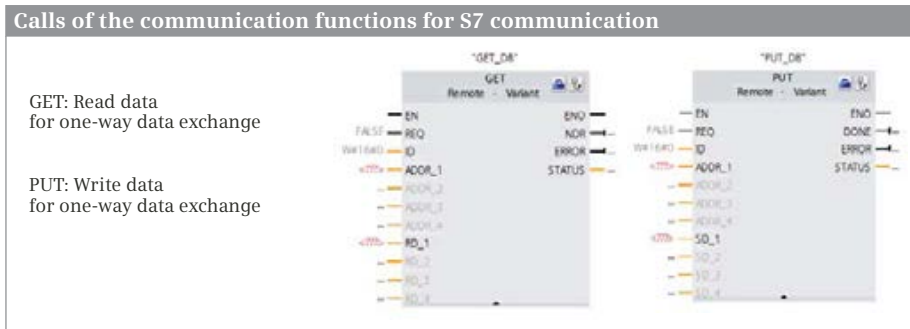 Calls of the communication functions for S7 communication
GET: Read data
for one-way data exchange
PUT: Write data
for one-way data exchange
"GET_DB"
GET
Remote - Variant
EN
FALSE REQ
W#16#0 ID
<???> ADDR_1
... ADDR_2
... ADDR_3
... ADDR_4
<???> RD_1
... RD_2
... RD_3
... RD_4
ENO
NDR ...
ERROR ...
STATUS ...
"PUT_DB"
PUT
Remote - Variant
EN
FALSE REQ
W#16#0 ID
<???> ADDR_1
... ADDR_2
... ADDR_3
... ADDR_4
<???> SD_1
... SD_2
... SD_3
... SD_4
ENO
DONE ...
ERROR ...
STATUS ...